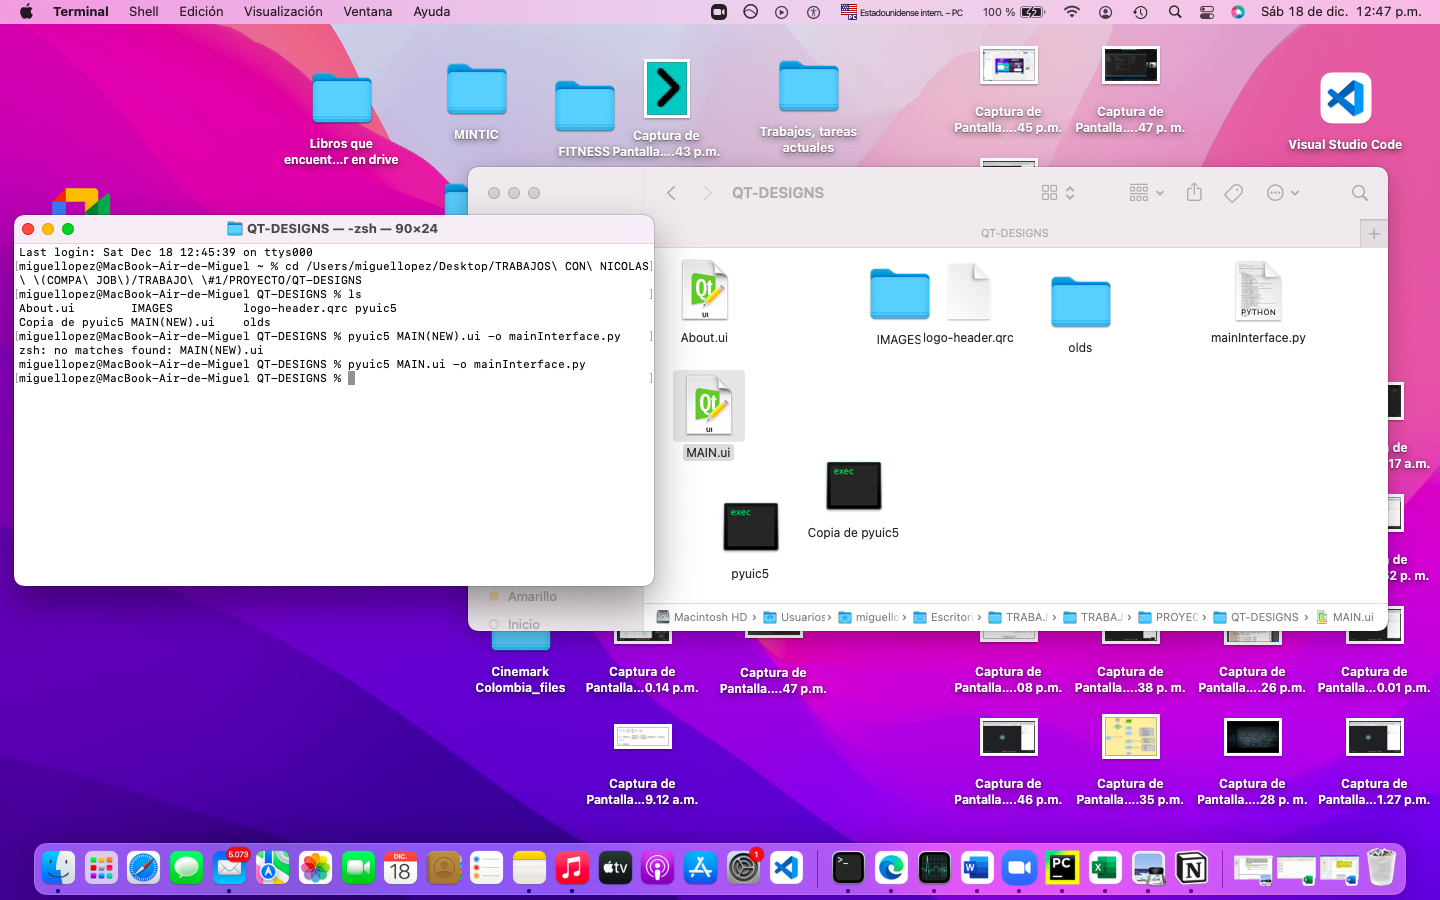 Terminal Shell Edición Visualización Ventana Ayuda
Estadounidense intern. – PC 100 % Sáb 18 de dic. 12:47 p.m.
Libros que
encuent...r en drive
MINTIC
FITNESS
Captura de
Pantalla....43 p.m.
Trabajos, tareas
actuales
Captura de
Pantalla....45 p.m.
Captura de
Pantalla....47 p. m.
Visual Studio Code
QT-DESIGNS — -zsh — 90×24
Last login: Sat Dec 18 12:45:39 on ttys000
[miguellopez@MacBook-Air-de-Miguel ~ % cd /Users/miguellopez/Desktop/TRABAJOS\ CON\ NICOLAS]
\ \(COMPA\ JOB\)/TRABAJO\ \#1/PROYECTO/QT-DESIGNS
[miguellopez@MacBook-Air-de-Miguel QT-DESIGNS % ls ]
About.ui IMAGES logo-header.qrc pyuic5
Copia de pyuic5 MAIN(NEW).ui olds
[miguellopez@MacBook-Air-de-Miguel QT-DESIGNS % pyuic5 MAIN(NEW).ui -o mainInterface.py ]
zsh: no matches found: MAIN(NEW).ui
miguellopez@MacBook-Air-de-Miguel QT-DESIGNS % pyuic5 MAIN.ui -o mainInterface.py
[miguellopez@MacBook-Air-de-Miguel QT-DESIGNS % ]
QT-DESIGNS
QT-DESIGNS
Qt
UI
About.ui
IMAGES
logo-header.qrc
olds
PYTHON
mainInterface.py
Qt
UI
MAIN.ui
exec
pyuic5
exec
Copia de pyuic5
Amarillo
Inicio
Macintosh HD › Usuarios › miguello › Escritori › TRABAJ › TRABAJ › PROYEC › QT-DESIGNS › MAIN.ui
de
17 a.m.
de
52 p. m.
Cinemark
Colombia_files
Captura de
Pantalla...0.14 p.m.
Captura de
Pantalla....47 p.m.
Captura de
Pantalla....08 p.m.
Captura de
Pantalla....38 p. m.
Captura de
Pantalla....26 p.m.
Captura de
Pantalla...0.01 p.m.
Captura de
Pantalla...9.12 a.m.
Captura de
Pantalla....46 p.m.
Captura de
Pantalla....35 p.m.
Captura de
Pantalla....28 p. m.
Captura de
Pantalla...1.27 p.m.
5.073
DIC.
18
tv
1
>_
W
PC
X
N